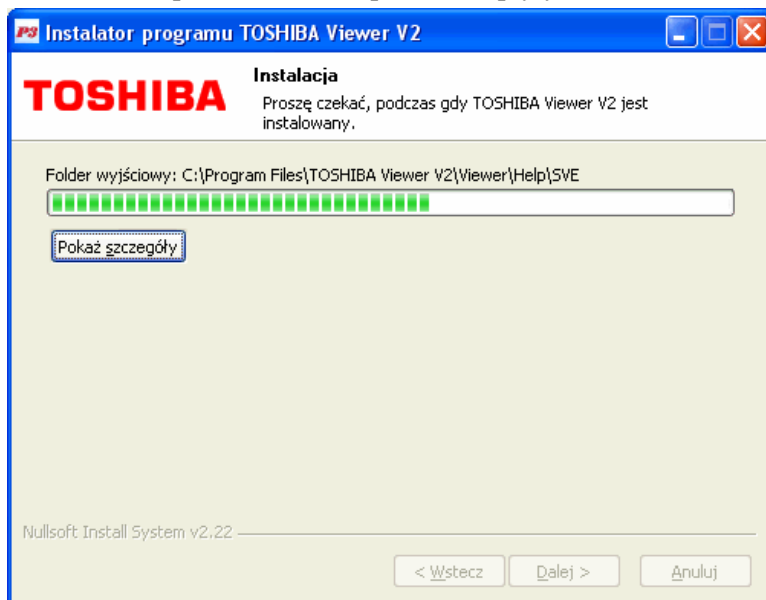 P3 Instalator programu TOSHIBA Viewer V2
TOSHIBA
Instalacja
Proszę czekać, podczas gdy TOSHIBA Viewer V2 jest
instalowany.
Folder wyjściowy: C:\Program Files\TOSHIBA Viewer V2\Viewer\Help\SVE
Pokaż szczegóły
Nullsoft Install System v2.22
< Wstecz Dalej > Anuluj